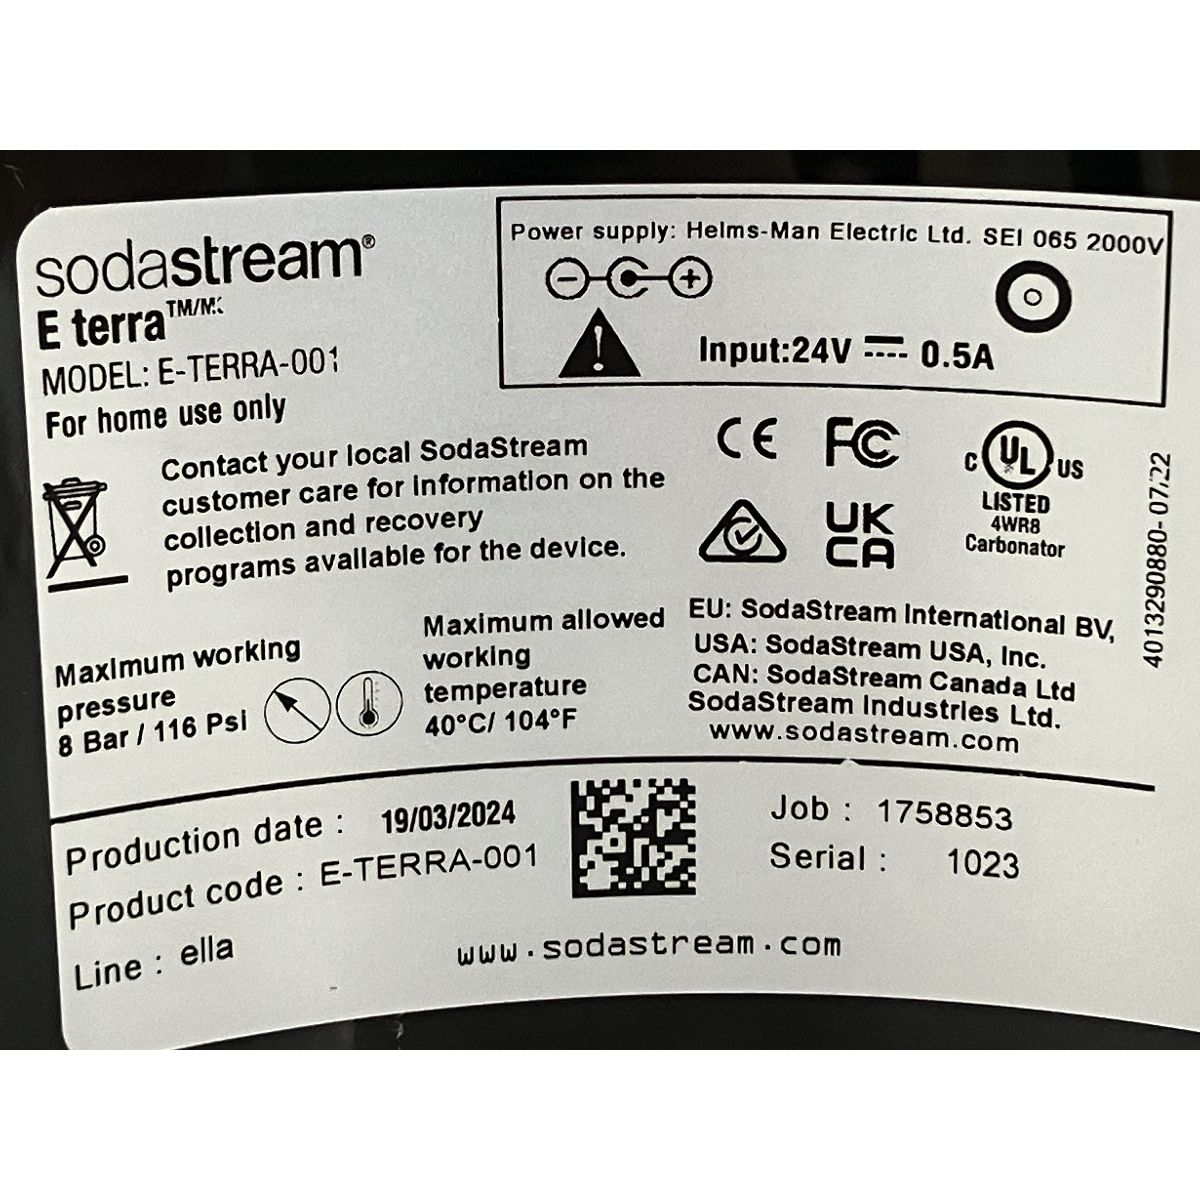 sodastream®
E terra™/MC
MODEL: E-TERRA-001
For home use only
Power supply: Helms-Man Electric Ltd. SEI 065 2000V
Input:24V 0.5A
Contact your local SodaStream
customer care for information on the
collection and recovery
programs available for the device.
CE FC
C UL US
LISTED
4WR8
Carbonator
UK
CA
4013290880- 07/22
Maximum working
pressure
8 Bar / 116 Psi
Maximum allowed
working
temperature
40°C/ 104°F
EU: SodaStream International BV,
USA: SodaStream USA, Inc.
CAN: SodaStream Canada Ltd
SodaStream Industries Ltd.
www.sodastream.com
Production date : 19/03/2024
Product code : E-TERRA-001
Line : ella
Job : 1758853
Serial : 1023
www.sodastream.com